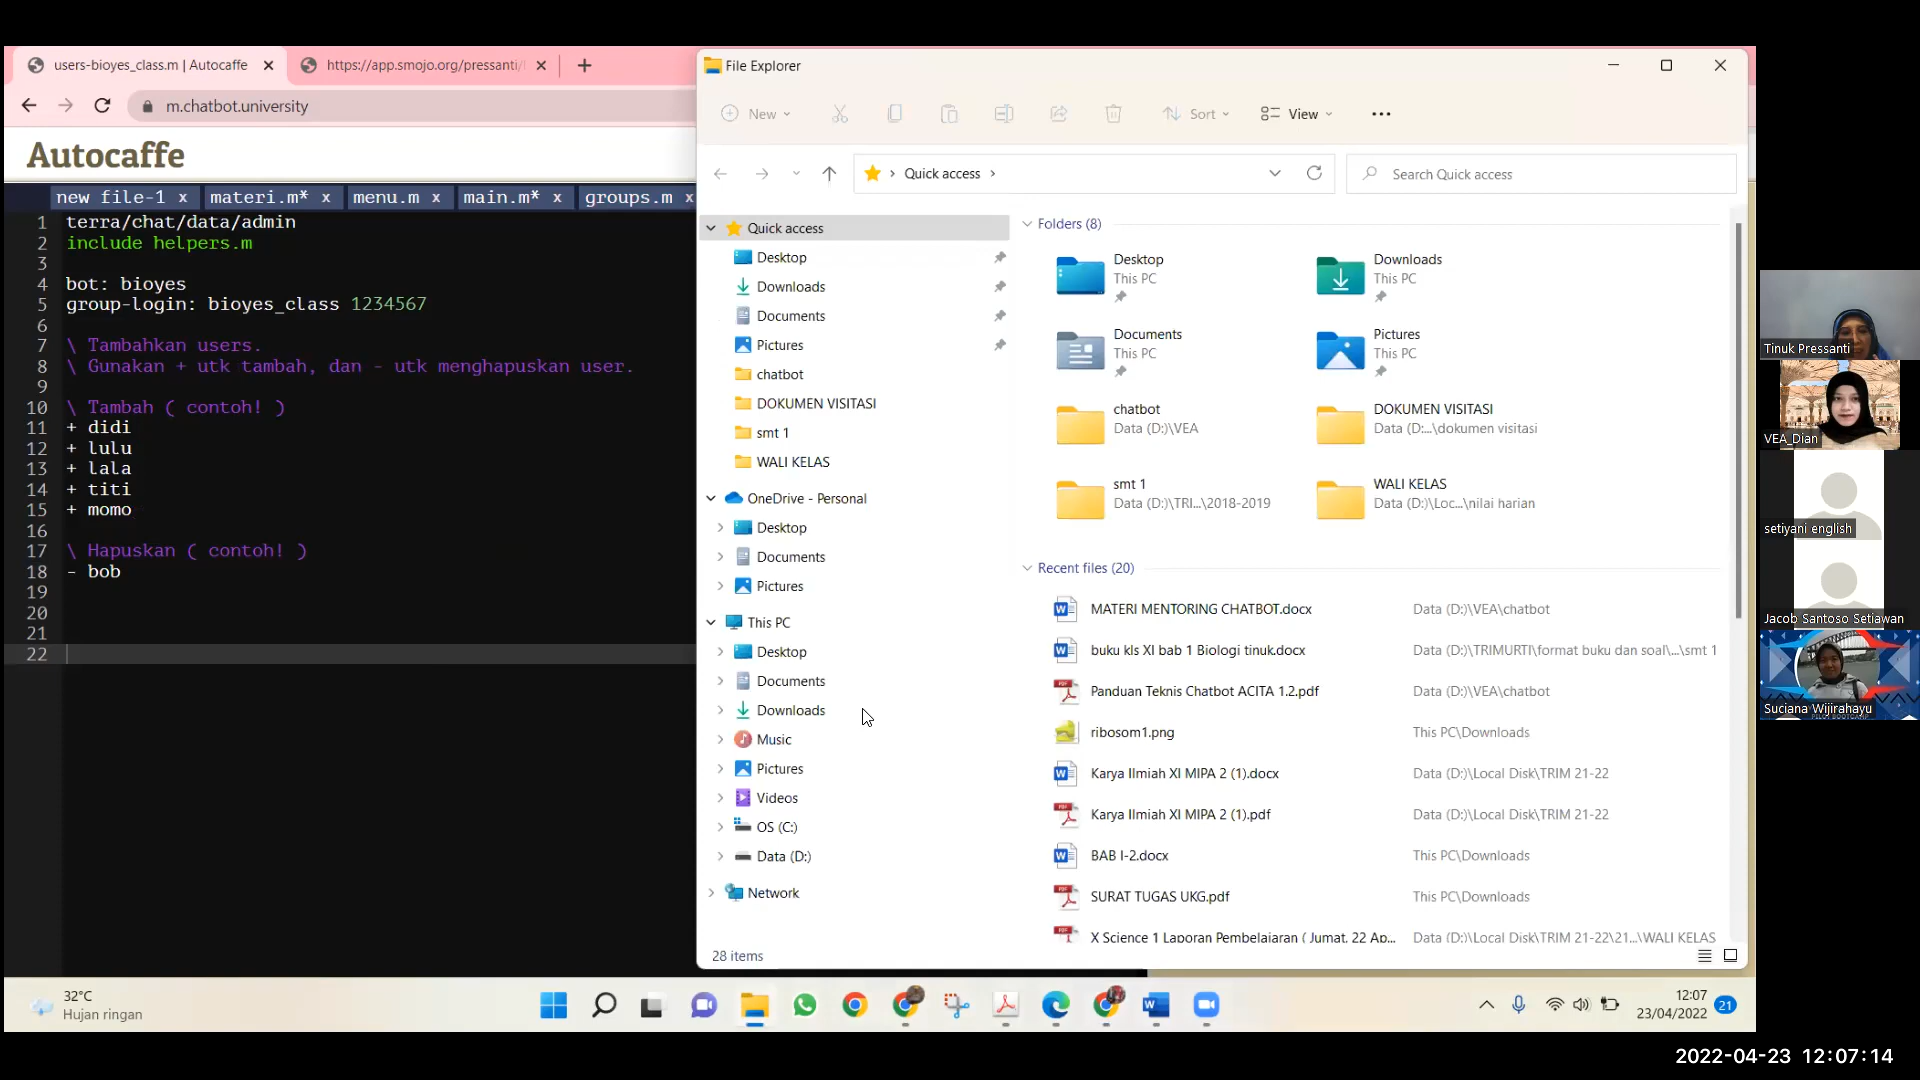 users-bioyes_class.m | Autocaffe
https://app.smojo.org/pressanti/
m.chatbot.university
Autocaffe
new file-1 x
materi.m* x
menu.m x
main.m* x
groups.m x
1 terra/chat/data/admin
2 include helpers.m
3
4 bot: bioyes
5 group-login: bioyes_class 1234567
6
7 \ Tambahkan users.
8 \ Gunakan + utk tambah, dan - utk menghapuskan user.
9
10 \ Tambah ( contoh! )
11 + didi
12 + lulu
13 + lala
14 + titi
15 + momo
16
17 \ Hapuskan ( contoh! )
18 - bob
19
20
21
22
File Explorer
New
Sort
View
Quick access
Search Quick access
Quick access
Desktop
Downloads
Documents
Pictures
chatbot
DOKUMEN VISITASI
smt 1
WALI KELAS
OneDrive - Personal
Desktop
Documents
Pictures
This PC
Desktop
Documents
Downloads
Music
Pictures
Videos
OS (C:)
Data (D:)
Network
Folders (8)
Desktop
This PC
Downloads
This PC
Documents
This PC
Pictures
This PC
chatbot
Data (D:)\VEA
DOKUMEN VISITASI
Data (D:...\dokumen visitasi
smt 1
Data (D:)\TRI...\2018-2019
WALI KELAS
Data (D:)\Loc...\nilai harian
Recent files (20)
MATERI MENTORING CHATBOT.docx Data (D:)\VEA\chatbot
buku kls XI bab 1 Biologi tinuk.docx Data (D:)\TRIMURTI\format buku dan soal\...\smt 1
Panduan Teknis Chatbot ACITA 1.2.pdf Data (D:)\VEA\chatbot
ribosom1.png This PC\Downloads
Karya Ilmiah XI MIPA 2 (1).docx Data (D:)\Local Disk\TRIM 21-22
Karya Ilmiah XI MIPA 2 (1).pdf Data (D:)\Local Disk\TRIM 21-22
BAB I-2.docx This PC\Downloads
SURAT TUGAS UKG.pdf This PC\Downloads
X Science 1 Laporan Pembelajaran ( Jumat, 22 Ap... Data (D:)\Local Disk\TRIM 21-22\21...\WALI KELAS
28 items
32°C
Hujan ringan
12:07
23/04/2022
21
Tinuk Pressanti
VEA_Dian
setiyani english
Jacob Santoso Setiawan
Suciana Wijirahayu
2022-04-23 12:07:14